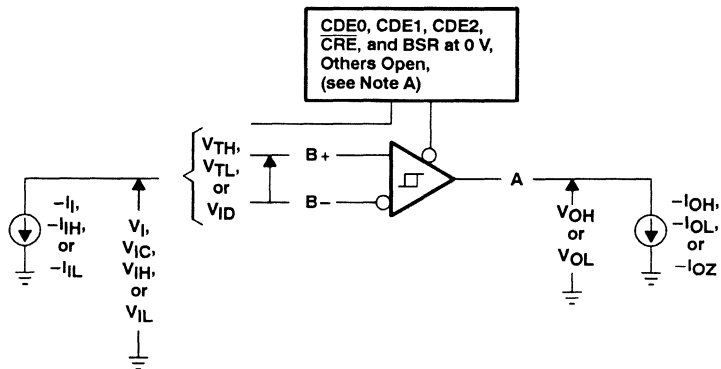 CDE0, CDE1, CDE2,
CRE, and BSR at 0 V,
Others Open,
(see Note A)
VTH,
VTL,
or
VID
B+
B–
A
–II,
–IIH,
or
–IIL
VI,
VIC,
VIH,
or
VIL
VOH
or
VOL
–IOH,
–IOL,
or
–IOZ